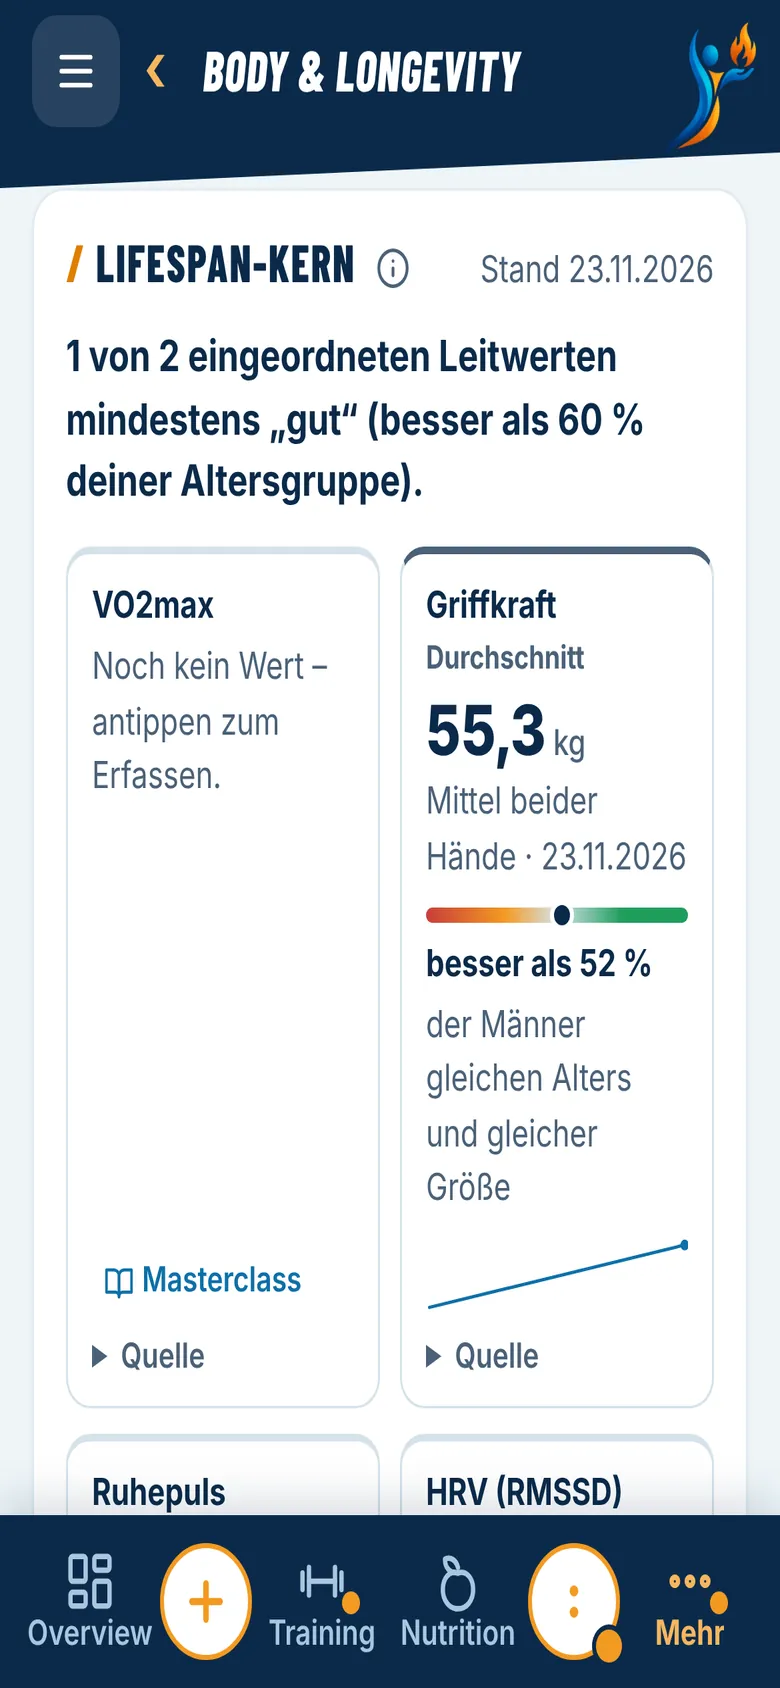 BODY & LONGEVITY
/ LIFESPAN-KERN
Stand 23.11.2026
1 von 2 eingeordneten Leitwerten
mindestens „gut“ (besser als 60 %
deiner Altersgruppe).
VO2max
Noch kein Wert –
antippen zum
Erfassen.
Masterclass
Quelle
Griffkraft
Durchschnitt
55,3 kg
Mittel beider
Hände · 23.11.2026
besser als 52 %
der Männer
gleichen Alters
und gleicher
Größe
Quelle
Ruhepuls
HRV (RMSSD)
Overview
Training
Nutrition
Mehr